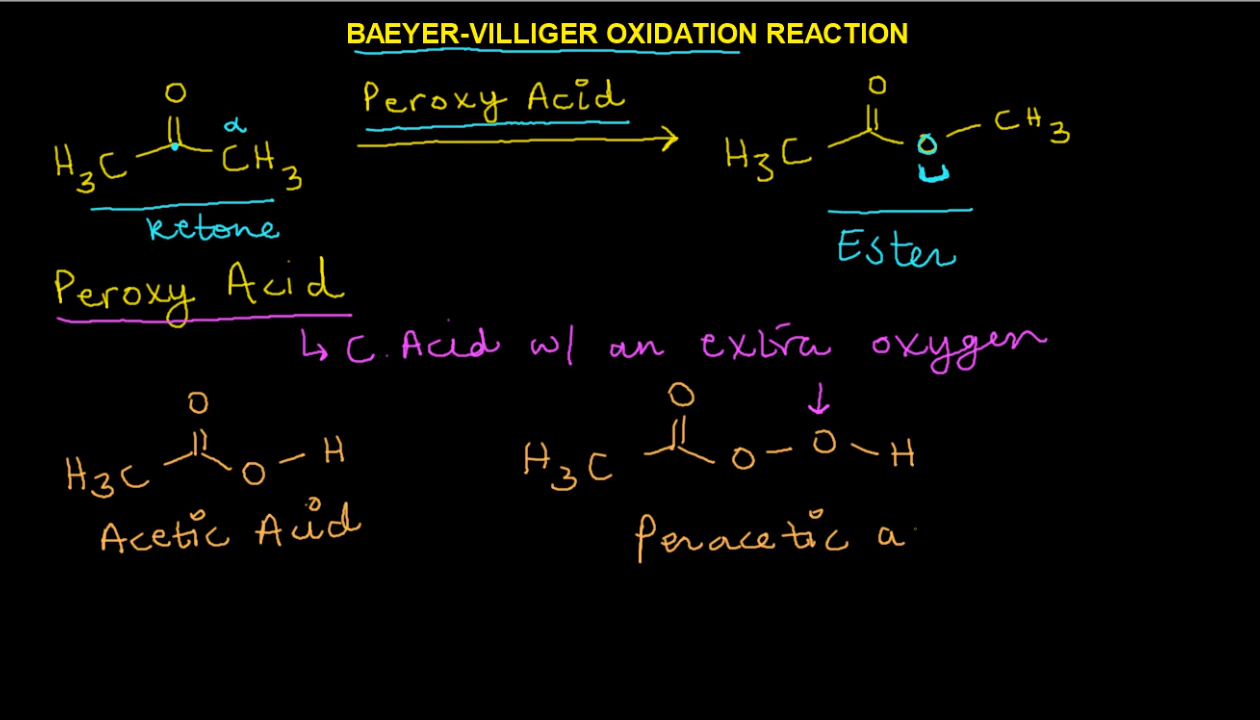 BAEYER-VILLIGER OXIDATION REACTION
O
α
H3C CH3
Ketone
Peroxy Acid
O
H3C O CH3
Ester
Peroxy Acid
↳ C. Acid w/ an extra oxygen
O
H3C O H
Acetic Acid
O
H3C O O H
Peracetic a